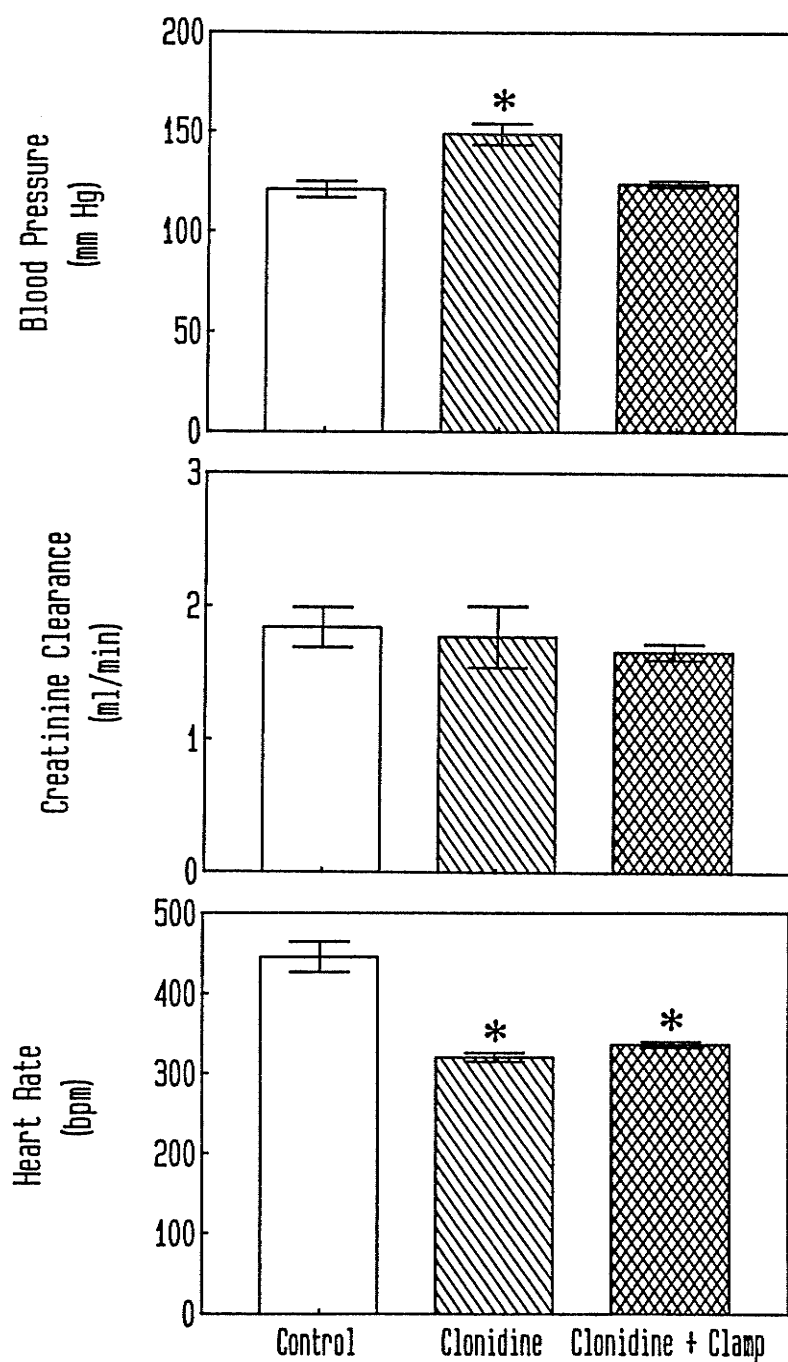 Blood Pressure
(mm Hg)
200
150
100
50
0
*
Creatinine Clearance
(ml/min)
3
2
1
0
Heart Rate
(bpm)
500
400
300
200
100
0
*
*
Control
Clonidine
Clonidine + Clamp